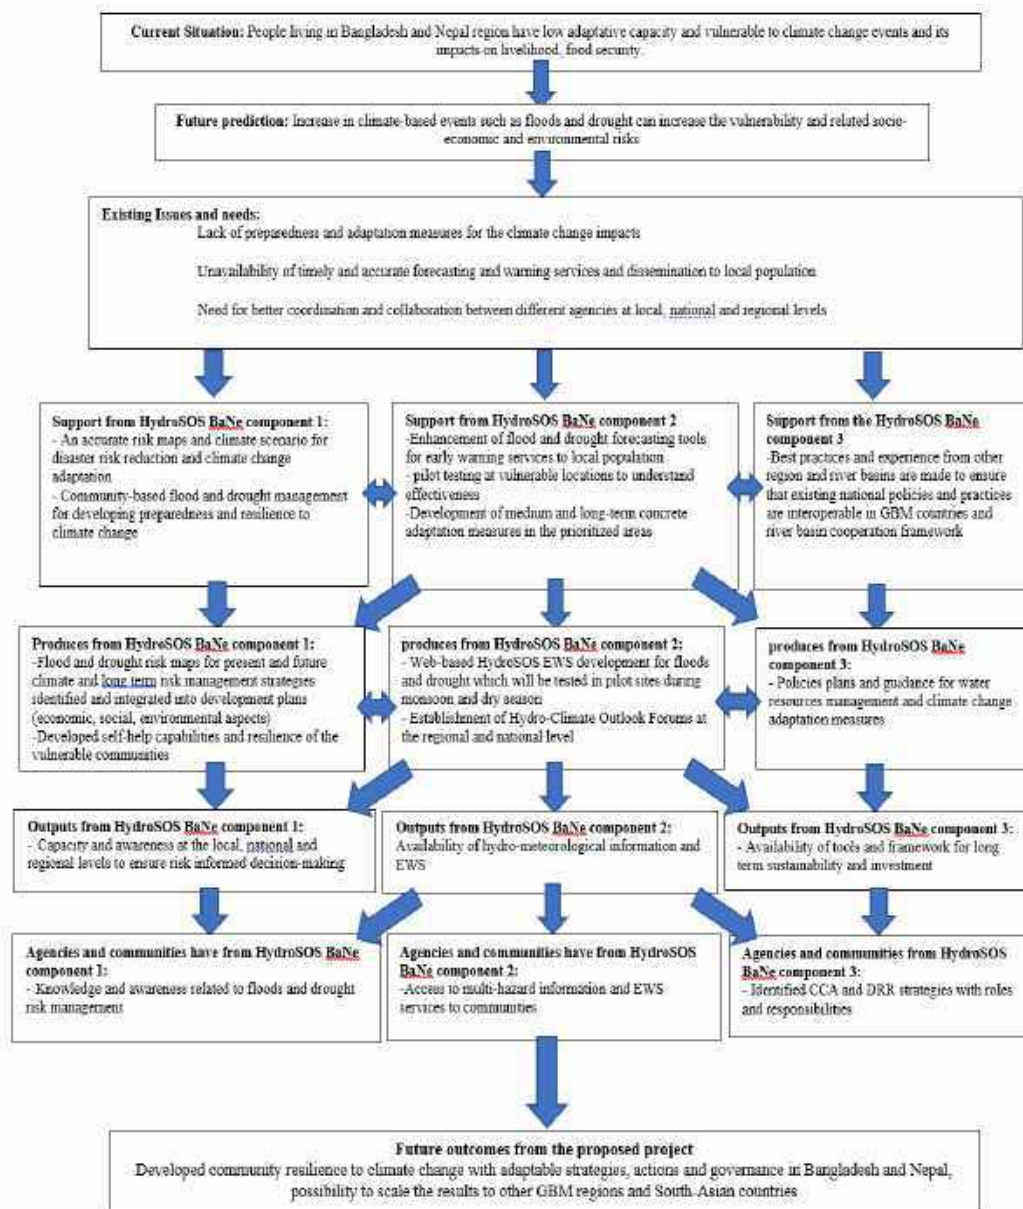 Current Situation: People living in Bangladesh and Nepal region have low adaptative capacity and vulnerable to climate change events and its
impacts on livelihood, food security.
Future prediction: Increase in climate-based events such as floods and drought can increase the vulnerability and related socio-
economic and environmental risks
Existing Issues and needs:
Lack of preparedness and adaptation measures for the climate change impacts
Unavailability of timely and accurate forecasting and warning services and dissemination to local population
Need for better coordination and collaboration between different agencies at local, national and regional levels
Support from HydroSOS BaNe component 1:
- An accurate risk maps and climate scenario for
disaster risk reduction and climate change
adaptation
- Community-based flood and drought management
for developing preparedness and resilience to
climate change
Support from HydroSOS BaNe component 2
-Enhancement of flood and drought forecasting tools
for early warning services to local population
- pilot testing at vulnerable locations to understand
effectiveness
-Development of medium and long-term concrete
adaptation measures in the prioritized areas
Support from the HydroSOS BaNe
component 3
-Best practices and experience from other
region and river basins are made to ensure
that existing national policies and practices
are interoperable in GBM countries and
river basin cooperation framework
Produces from HydroSOS BaNe component 1:
-Flood and drought risk maps for present and future
climate and long term risk management strategies
identified and integrated into development plans
(economic, social, environmental aspects)
-Developed self-help capabilities and resilience of the
vulnerable communities
produces from HydroSOS BaNe component 2:
- Web-based HydroSOS EWS development for floods
and drought which will be tested in pilot sites during
monsoon and dry season
- Establishment of Hydro-Climate Outlook Forums at
the regional and national level
produces from HydroSOS BaNe
component 3:
- Policies plans and guidance for water
resources management and climate change
adaptation measures
Outputs from HydroSOS BaNe component 1:
- Capacity and awareness at the local, national and
regional levels to ensure risk informed decision-making
Outputs from HydroSOS BaNe component 2:
Availability of hydro-meteorological information and
EWS
Outputs from HydroSOS BaNe component 3:
- Availability of tools and framework for long
term sustainability and investment
Agencies and communities have from HydroSOS BaNe
component 1:
- Knowledge and awareness related to floods and drought
risk management
Agencies and communities have from HydroSOS
BaNe component 2:
-Access to multi-hazard information and EWS
services to communities
Agencies and communities from HydroSOS
BaNe component 3:
- Identified CCA and DRR strategies with roles
and responsibilities
Future outcomes from the proposed project
Developed community resilience to climate change with adaptable strategies, actions and governance in Bangladesh and Nepal,
possibility to scale the results to other GBM regions and South-Asian countries